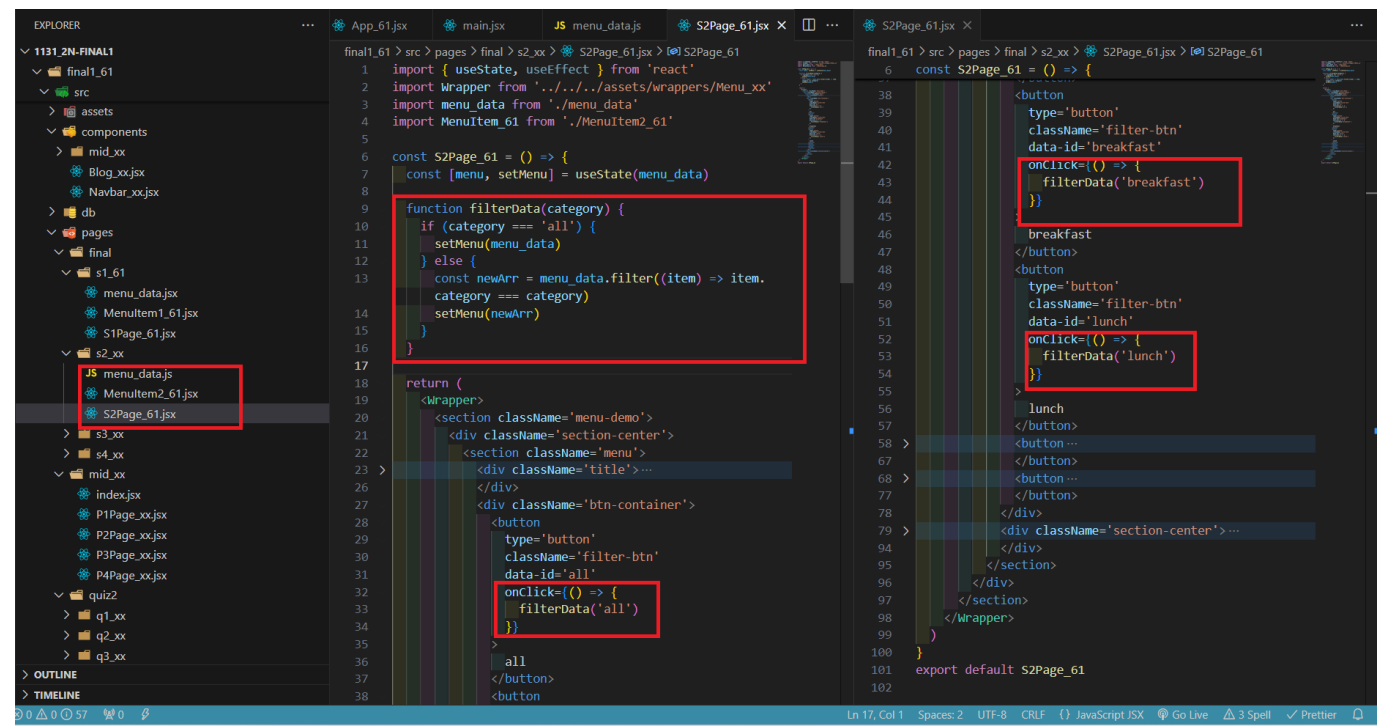 EXPLORER
1131_2N-FINAL1
final1_61
src
assets
components
mid_xx
Blog_xx.jsx
Navbar_xx.jsx
db
pages
final
s1_61
menu_data.jsx
MenuItem1_61.jsx
S1Page_61.jsx
s2_xx
JS menu_data.js
MenuItem2_61.jsx
S2Page_61.jsx
s3_xx
s4_xx
mid_xx
index.jsx
P1Page_xx.jsx
P2Page_xx.jsx
P3Page_xx.jsx
P4Page_xx.jsx
quiz2
q1_xx
q2_xx
q3_xx
OUTLINE
TIMELINE
App_61.jsx main.jsx JS menu_data.js S2Page_61.jsx
final1_61 > src > pages > final > s2_xx > S2Page_61.jsx > S2Page_61
1 import { useState, useEffect } from 'react'
2 import Wrapper from '../../../assets/wrappers/Menu_xx'
3 import menu_data from './menu_data'
4 import MenuItem_61 from './MenuItem2_61'
5
6 const S2Page_61 = () => {
7 const [menu, setMenu] = useState(menu_data)
8
9 function filterData(category) {
10 if (category === 'all') {
11 setMenu(menu_data)
12 } else {
13 const newArr = menu_data.filter((item) => item.
category === category)
14 setMenu(newArr)
15 }
16 }
17
18 return (
19 <Wrapper>
20 <section className='menu-demo'>
21 <div className='section-center'>
22 <section className='menu'>
23 > <div className='title'>···
26 </div>
27 <div className='btn-container'>
28 <button
29 type='button'
30 className='filter-btn'
31 data-id='all'
32 onClick={() => {
33 filterData('all')
34 }}
35 >
36 all
37 </button>
38 <button
S2Page_61.jsx
final1_61 > src > pages > final > s2_xx > S2Page_61.jsx > S2Page_61
6 const S2Page_61 = () => {
38 <button
39 type='button'
40 className='filter-btn'
41 data-id='breakfast'
42 onClick={() => {
43 filterData('breakfast')
44 }}
45 >
46 breakfast
47 </button>
48 <button
49 type='button'
50 className='filter-btn'
51 data-id='lunch'
52 onClick={() => {
53 filterData('lunch')
54 }}
55 >
56 lunch
57 </button>
58 > <button···
67 </button>
68 > <button···
77 </button>
78 </div>
79 > <div className='section-center'>···
94 </div>
95 </section>
96 </div>
97 </section>
98 </Wrapper>
99 )
100 }
101 export default S2Page_61
102
0 0 57 0 Ln 17, Col 1 Spaces: 2 UTF-8 CRLF {} JavaScript JSX Go Live 3 Spell Prettier